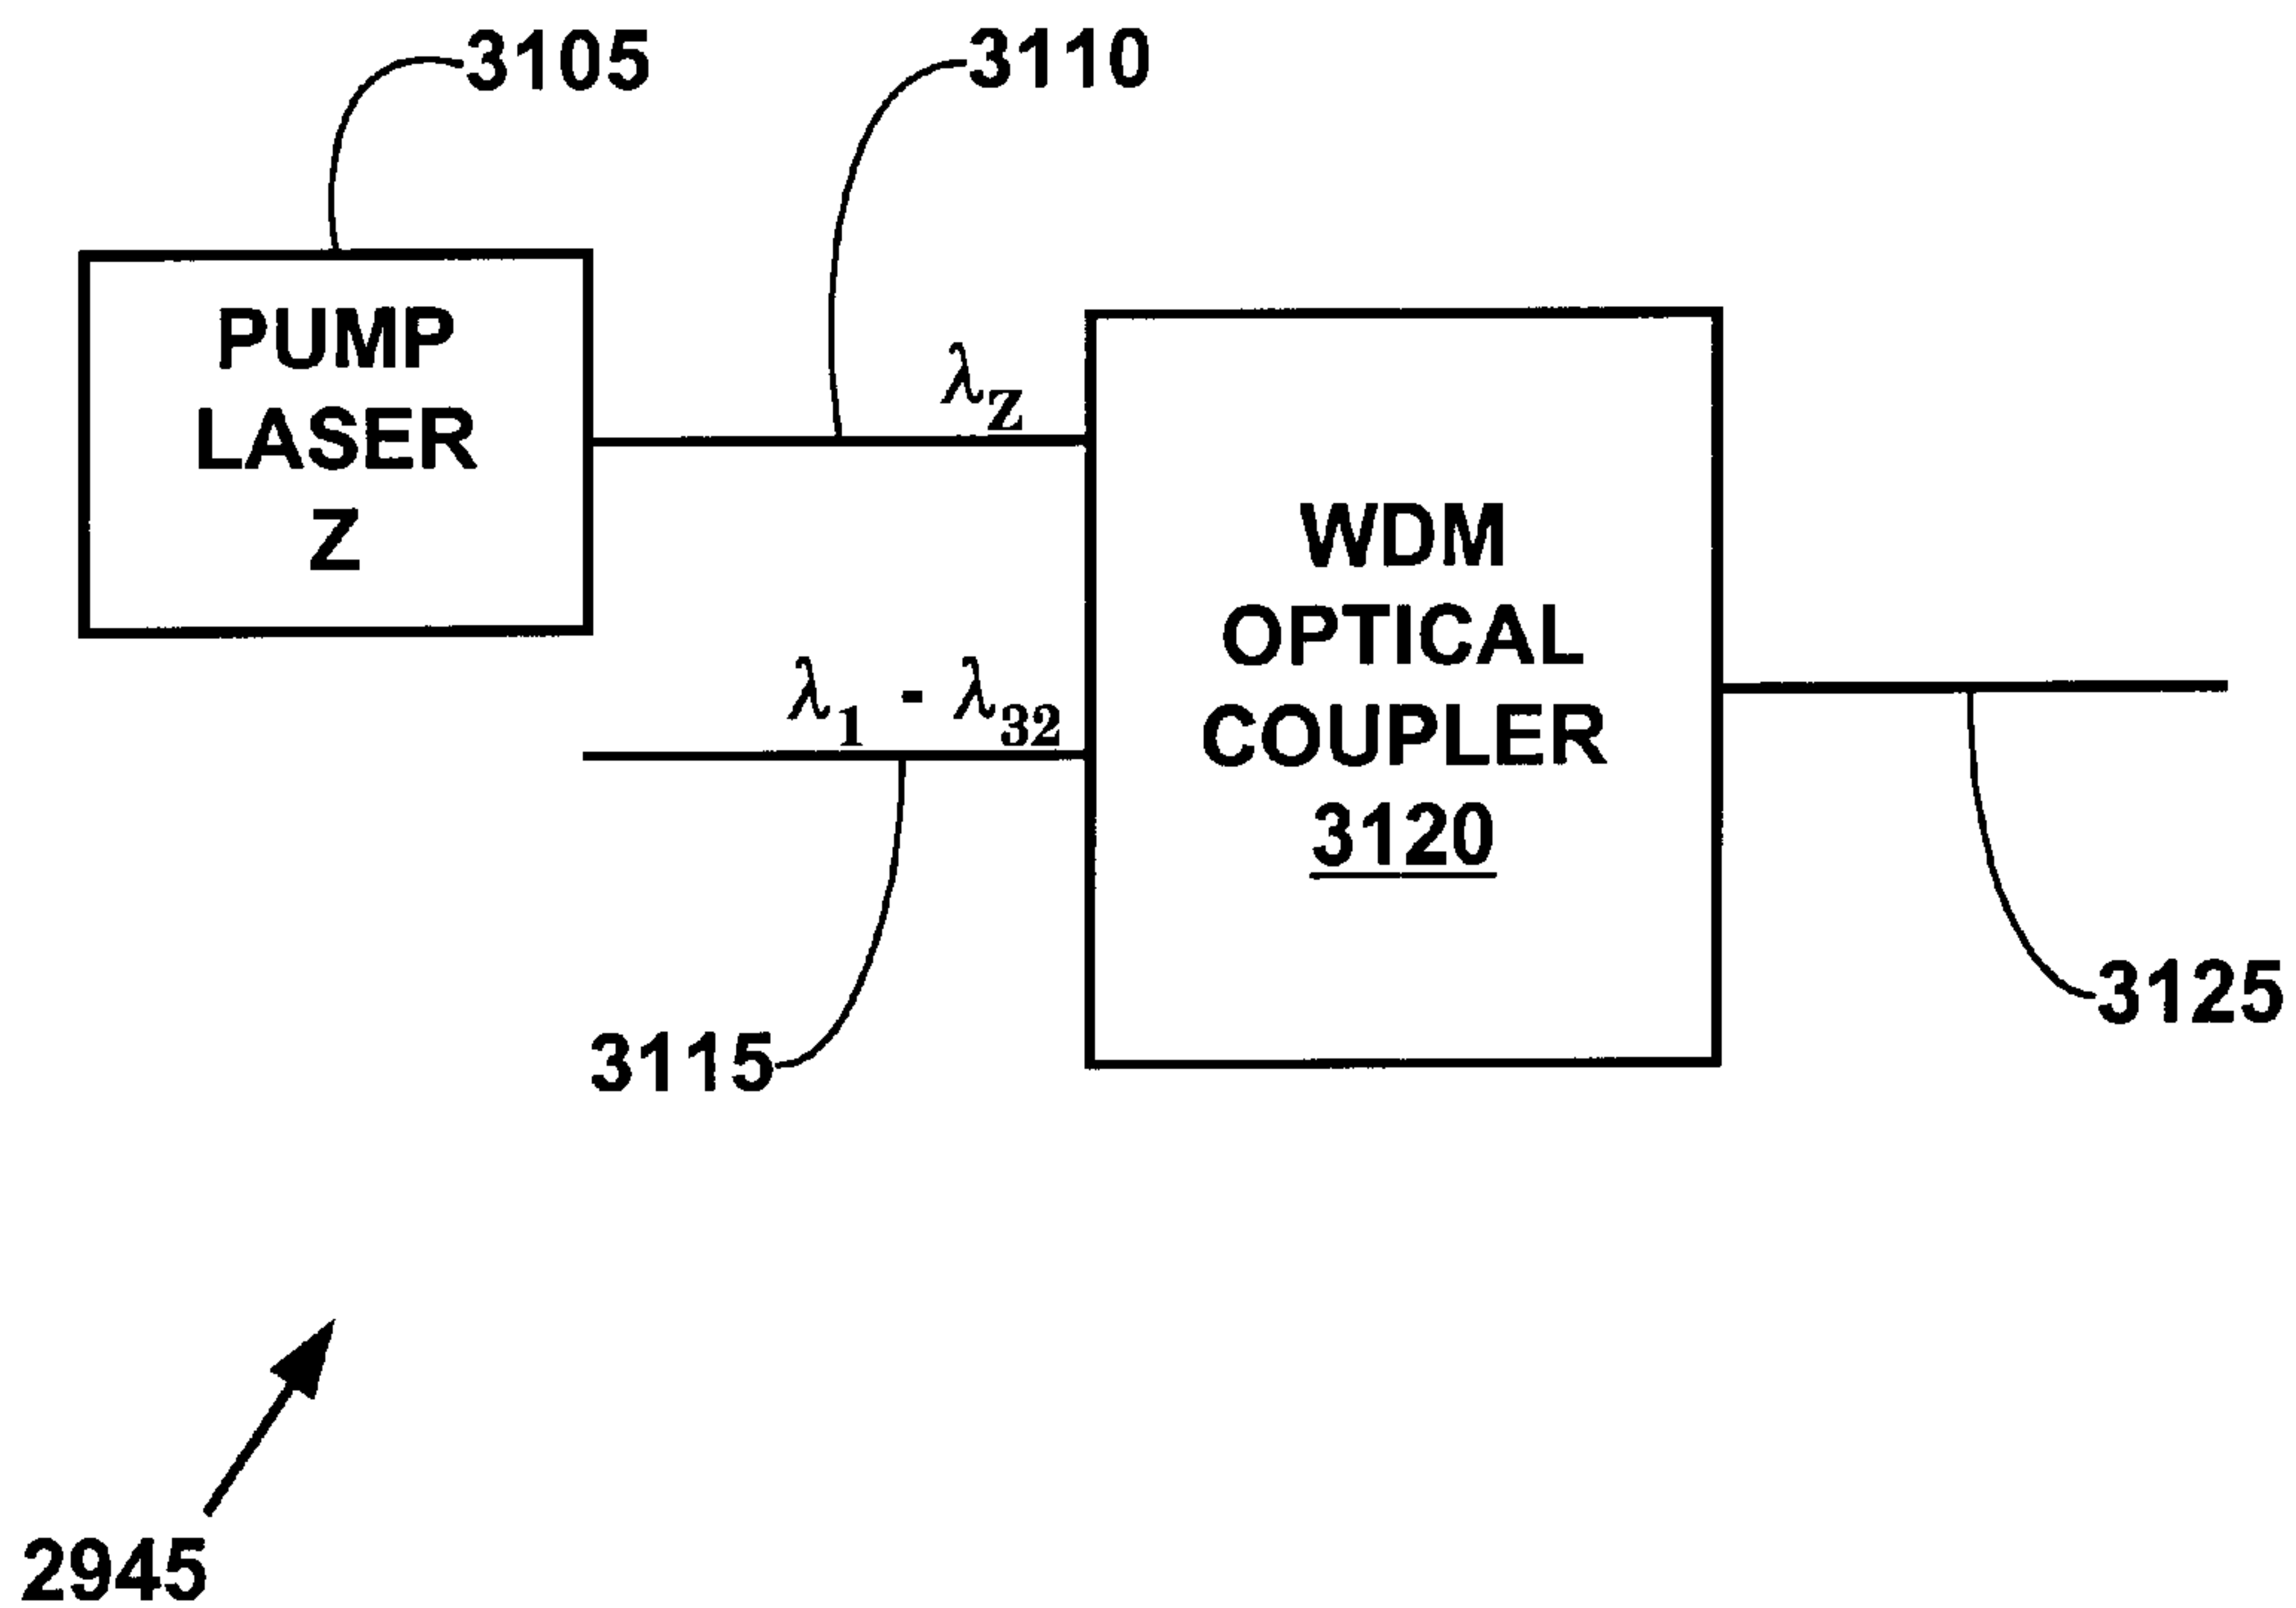 3105
3110
PUMP
LASER
Z
λZ
WDM
OPTICAL
COUPLER
3120
λ1 - λ32
3115
3125
2945